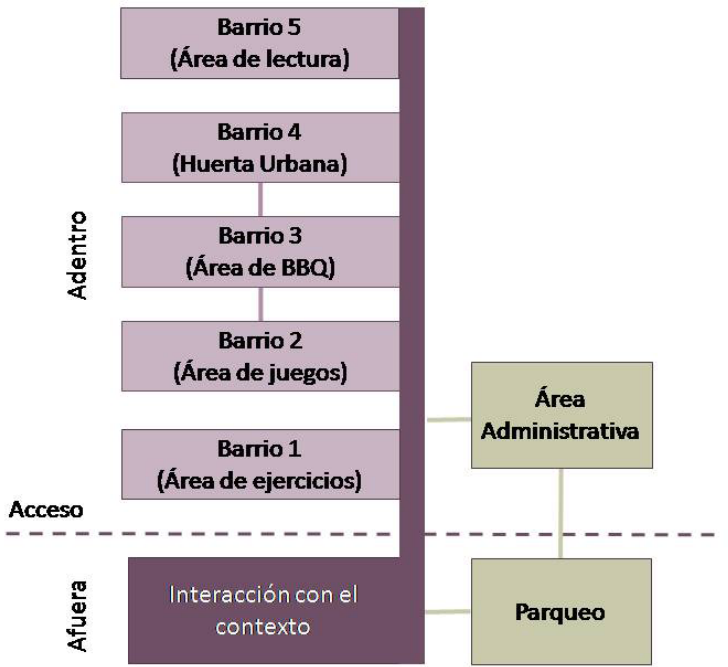 Barrio 5
(Área de lectura)
Barrio 4
(Huerta Urbana)
Adentro
Barrio 3
(Área de BBQ)
Barrio 2
(Área de juegos)
Área
Administrativa
Barrio 1
(Área de ejercicios)
Acceso
Afuera
Interacción con el
contexto
Parqueo